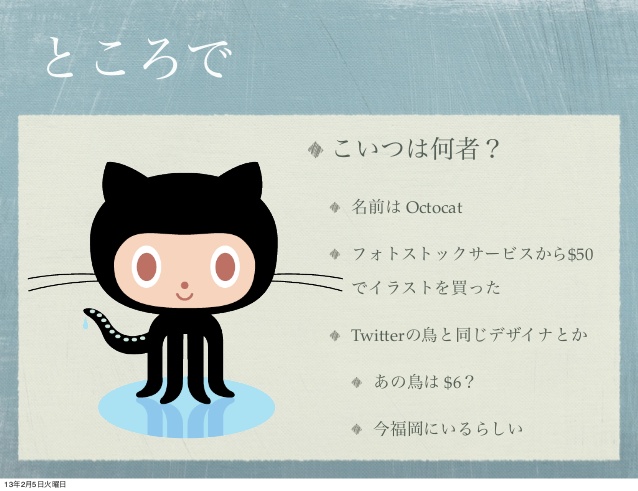 ところで
こいつは何者？
名前は Octocat
フォトストックサービスから$50
でイラストを買った
Twitterの鳥と同じデザイナとか
あの鳥は $6？
今福岡にいるらしい
13年2月5日火曜日